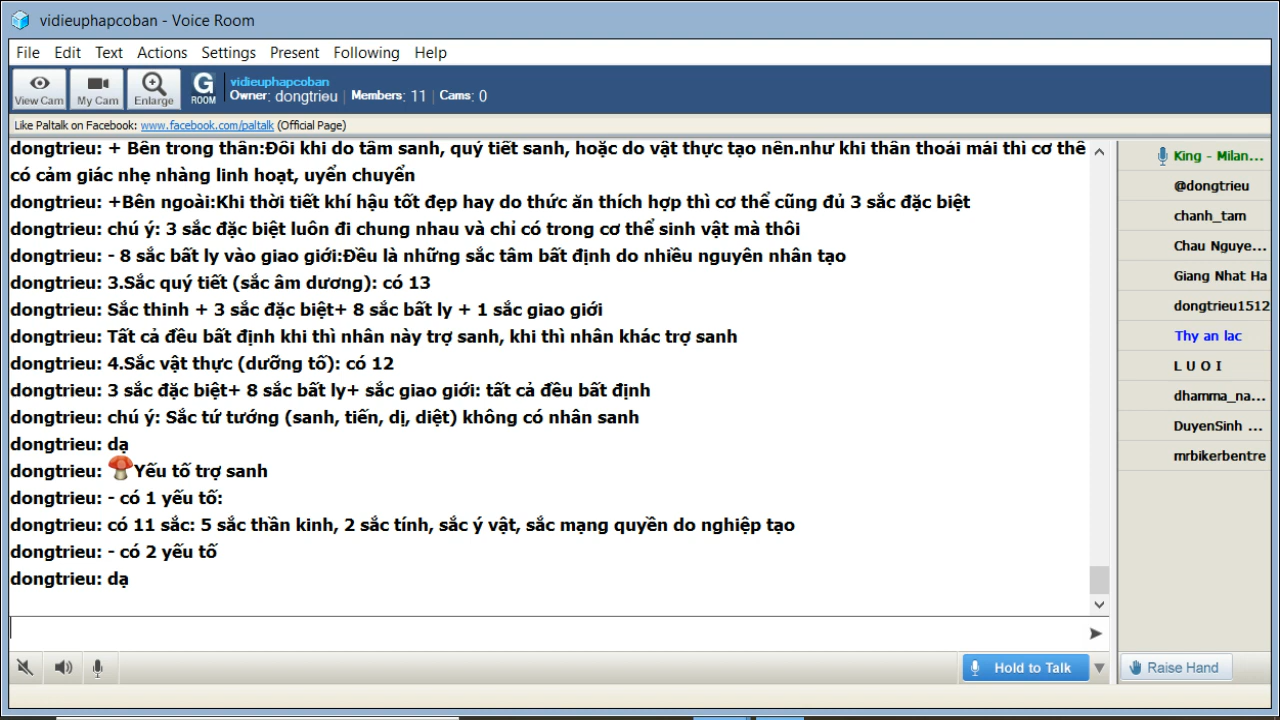 vidieuphapcoban - Voice Room
File Edit Text Actions Settings Present Following Help
View Cam My Cam Enlarge G ROOM
vidieuphapcoban
Owner: dongtrieu | Members: 11 | Cams: 0
Like Paltalk on Facebook: www.facebook.com/paltalk (Official Page)
dongtrieu: + Bên trong thân:Đôi khi do tâm sanh, quý tiết sanh, hoặc do vật thực tạo nên.như khi thân thoải mái thì cơ thể
có cảm giác nhẹ nhàng linh hoạt, uyển chuyển
dongtrieu: +Bên ngoài:Khi thời tiết khí hậu tốt đẹp hay do thức ăn thích hợp thì cơ thể cũng đủ 3 sắc đặc biệt
dongtrieu: chú ý: 3 sắc đặc biệt luôn đi chung nhau và chỉ có trong cơ thể sinh vật mà thôi
dongtrieu: - 8 sắc bất ly vào giao giới:Đều là những sắc tâm bất định do nhiều nguyên nhân tạo
dongtrieu: 3.Sắc quý tiết (sắc âm dương): có 13
dongtrieu: Sắc thinh + 3 sắc đặc biệt+ 8 sắc bất ly + 1 sắc giao giới
dongtrieu: Tất cả đều bất định khi thì nhân này trợ sanh, khi thì nhân khác trợ sanh
dongtrieu: 4.Sắc vật thực (dưỡng tố): có 12
dongtrieu: 3 sắc đặc biệt+ 8 sắc bất ly+ sắc giao giới: tất cả đều bất định
dongtrieu: chú ý: Sắc tứ tướng (sanh, tiến, dị, diệt) không có nhân sanh
dongtrieu: dạ
dongtrieu: Yếu tố trợ sanh
dongtrieu: - có 1 yếu tố:
dongtrieu: có 11 sắc: 5 sắc thần kinh, 2 sắc tính, sắc ý vật, sắc mạng quyền do nghiệp tạo
dongtrieu: - có 2 yếu tố
dongtrieu: dạ
King - Milan...
@dongtrieu
chanh_tam
Chau Nguye...
Giang Nhat Ha
dongtrieu1512
Thy an lac
L U O I
dhamma_na...
DuyenSinh ...
mrbikerbentre
Hold to Talk
Raise Hand